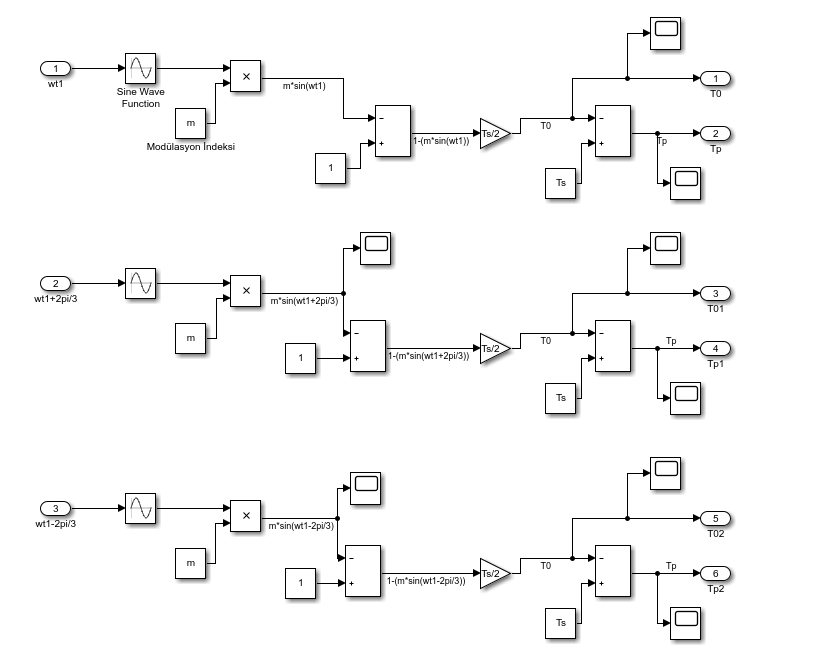 1
wt1
Sine Wave
Function
×
m
Modülasyon İndeksi
m*sin(wt1)
1
−
+
1-(m*sin(wt1))
Ts/2
T0
Ts
−
+
Tp
1
T0
2
Tp
2
wt1+2pi/3
×
m
m*sin(wt1+2pi/3)
1
−
+
1-(m*sin(wt1+2pi/3))
Ts/2
T0
Ts
−
+
Tp
3
T01
4
Tp1
3
wt1-2pi/3
×
m
m*sin(wt1-2pi/3)
1
−
+
1-(m*sin(wt1-2pi/3))
Ts/2
T0
Ts
−
+
Tp
5
T02
6
Tp2